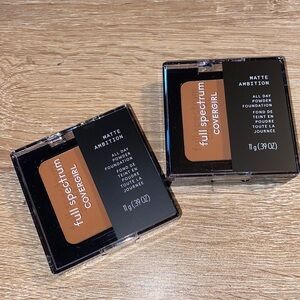 full spectrum
COVERGIRL
MATTE
AMBITION
ALL DAY
POWDER
FOUNDATION
FOND DE
TEINT EN
POUDRE
TOUTE LA
JOURNÉE
11 g (.39 OZ)
full spectrum
COVERGIRL
MATTE
AMBITION
ALL DAY
POWDER
FOUNDATION
FOND DE
TEINT EN
POUDRE
TOUTE LA
JOURNÉE
11 g (.39 OZ)